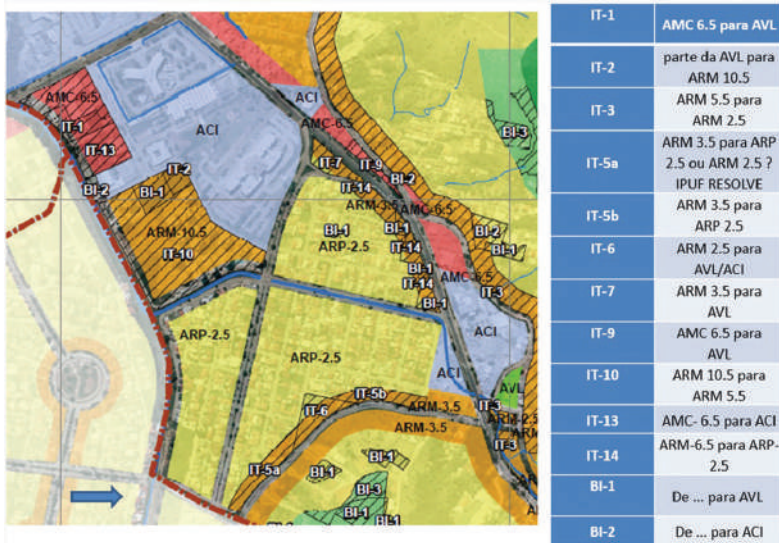 AMC-6.5
IT-1
IT-13
BI-2
ACI
IT-2
BI-1
ARM-10.5
IT-10
ACI
AMC-6.5
IT-7
IT-9
IT-14
BI-2
ARM-3.5
AMC-6.5
BI-1
BI-1
ARP-2.5
IT-14
BI-1
AMC-6.5
IT-14
BI-1
BI-3
BI-2
BI-1
IT-3
ACI
ARP-2.5
ARP-2.5
ACI
AVL
IT-5b
IT-6
ARM-3.5
ARM-3.5
IT-3
ARM-2.5
ARM
IT-3
IT-5a
BI-1
BI-1
BI-3
BI-1
BI-1
IT-1 AMC 6.5 para AVL
IT-2 parte da AVL para
ARM 10.5
IT-3 ARM 5.5 para
ARM 2.5
IT-5a ARM 3.5 para ARP
2.5 ou ARM 2.5 ?
IPUF RESOLVE
IT-5b ARM 3.5 para
ARP 2.5
IT-6 ARM 2.5 para
AVL/ACI
IT-7 ARM 3.5 para
AVL
IT-9 AMC 6.5 para
AVL
IT-10 ARM 10.5 para
ARM 5.5
IT-13 AMC- 6.5 para ACI
IT-14 ARM-6.5 para ARP-
2.5
BI-1 De ... para AVL
BI-2 De ... para ACI